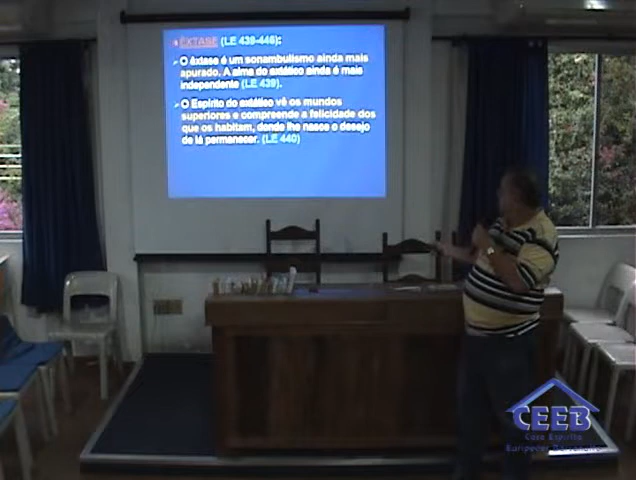 ÊXTASE (LE 439-446):
O êxtase é um sonambulismo ainda mais
apurado. A alma do extático ainda é mais
independente (LE 439).
O Espírito do extático vê os mundos
superiores e compreende a felicidade dos
que os habitam, donde lhe nasce o desejo
de lá permanecer. (LE 440)
CEEB
Casa Espírita
Eurípedes